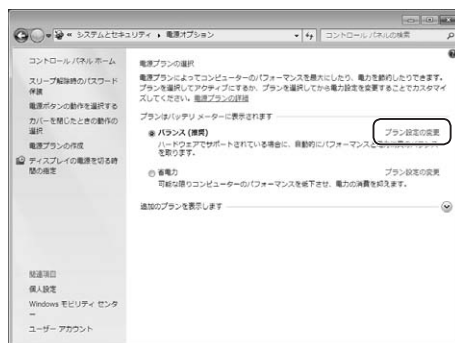 « システムとセキュリティ ▸ 電源オプション
コントロール パネルの検索
コントロール パネル ホーム
スリープ解除時のパスワード
保護
電源ボタンの動作を選択する
カバーを閉じたときの動作の
選択
電源プランの作成
ディスプレイの電源を切る時
間の指定
関連項目
個人設定
Windows モビリティ センタ
ー
ユーザー アカウント
電源プランの選択
電源プランによってコンピューターのパフォーマンスを最大にしたり、電力を節約したりできます。
プランを選択してアクティブにするか、プランを選択してから電力設定を変更することでカスタマイ
ズしてください。電源プランの詳細
プランはバッテリ メーターに表示されます
バランス (推奨) プラン設定の変更
ハードウェアでサポートされている場合に、自動的にパフォーマンスと
を取ります。
省電力 プラン設定の変更
可能な限りコンピューターのパフォーマンスを低下させ、電力の消費を抑えます。
追加のプランを表示します